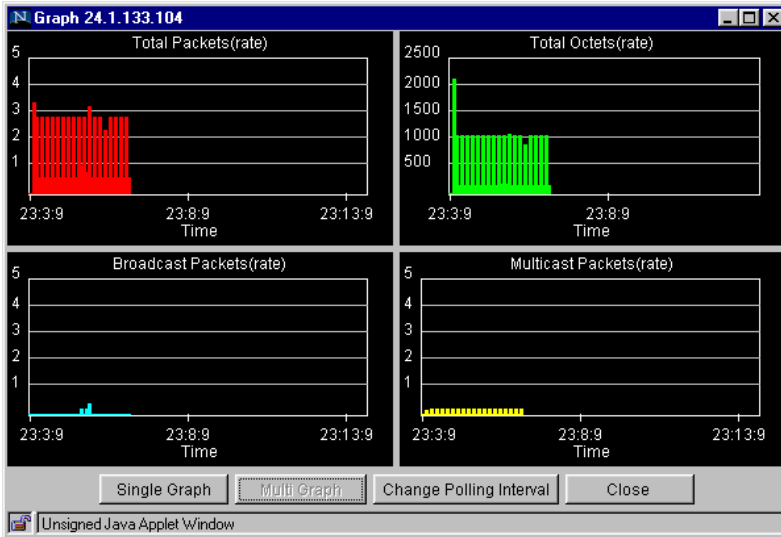 Graph 24.1.133.104
Total Packets(rate)
5
4
3
2
1
23:3:9 23:8:9 23:13:9
Time
Total Octets(rate)
2500
2000
1500
1000
500
23:3:9 23:8:9
Time
Broadcast Packets(rate)
5
4
3
2
1
23:3:9 23:8:9 23:13:9
Time
Multicast Packets(rate)
5
4
3
2
1
23:3:9 23:8:9 23:13:9
Time
Single Graph Multi Graph Change Polling Interval Close
Unsigned Java Applet Window